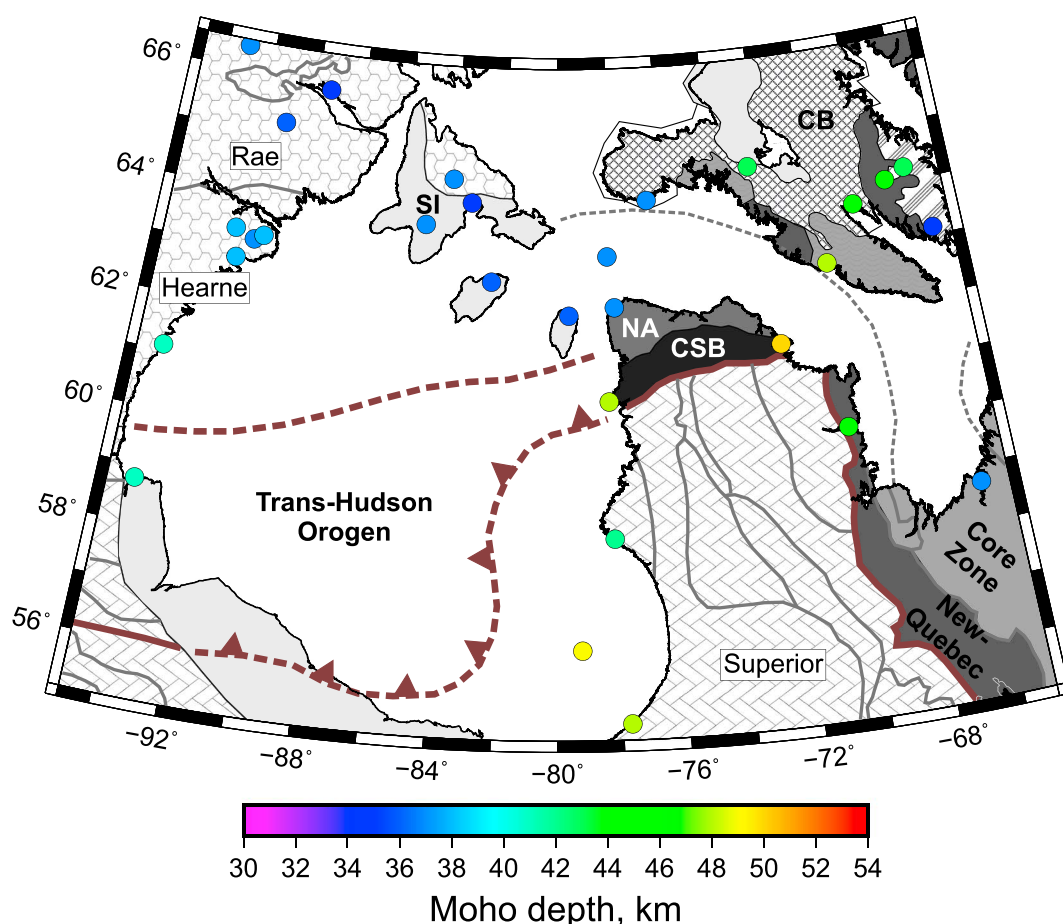 66°
64°
62°
60°
58°
56°
Rae
CB
SI
Hearne
NA
CSB
Trans-Hudson
Orogen
Core
Zone
New-
Quebec
Superior
−92°
−88°
−84°
−80°
−76°
−72°
−68°
30 32 34 36 38 40 42 44 46 48 50 52 54
Moho depth, km